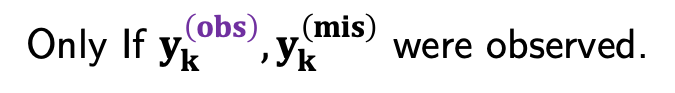 Only If y_k^(obs), y_k^(mis) were observed.